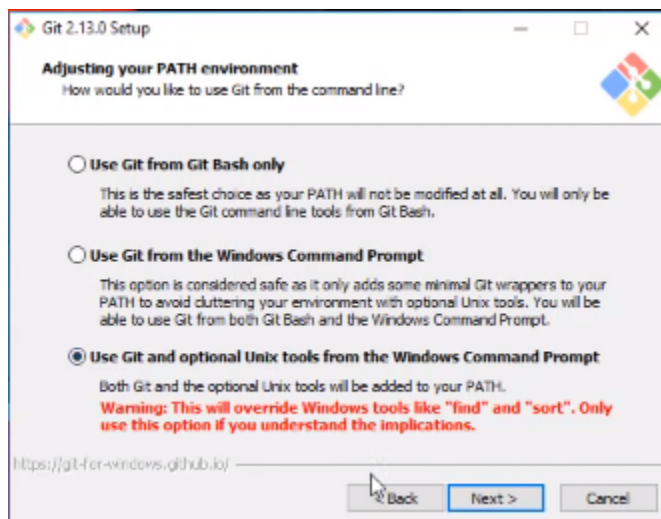 Git 2.13.0 Setup
Adjusting your PATH environment
How would you like to use Git from the command line?
Use Git from Git Bash only
This is the safest choice as your PATH will not be modified at all. You will only be
able to use the Git command line tools from Git Bash.
Use Git from the Windows Command Prompt
This option is considered safe as it only adds some minimal Git wrappers to your
PATH to avoid cluttering your environment with optional Unix tools. You will be
able to use Git from both Git Bash and the Windows Command Prompt.
Use Git and optional Unix tools from the Windows Command Prompt
Both Git and the optional Unix tools will be added to your PATH.
Warning: This will override Windows tools like "find" and "sort". Only
use this option if you understand the implications.
https://git-for-windows.github.io/
< Back Next > Cancel